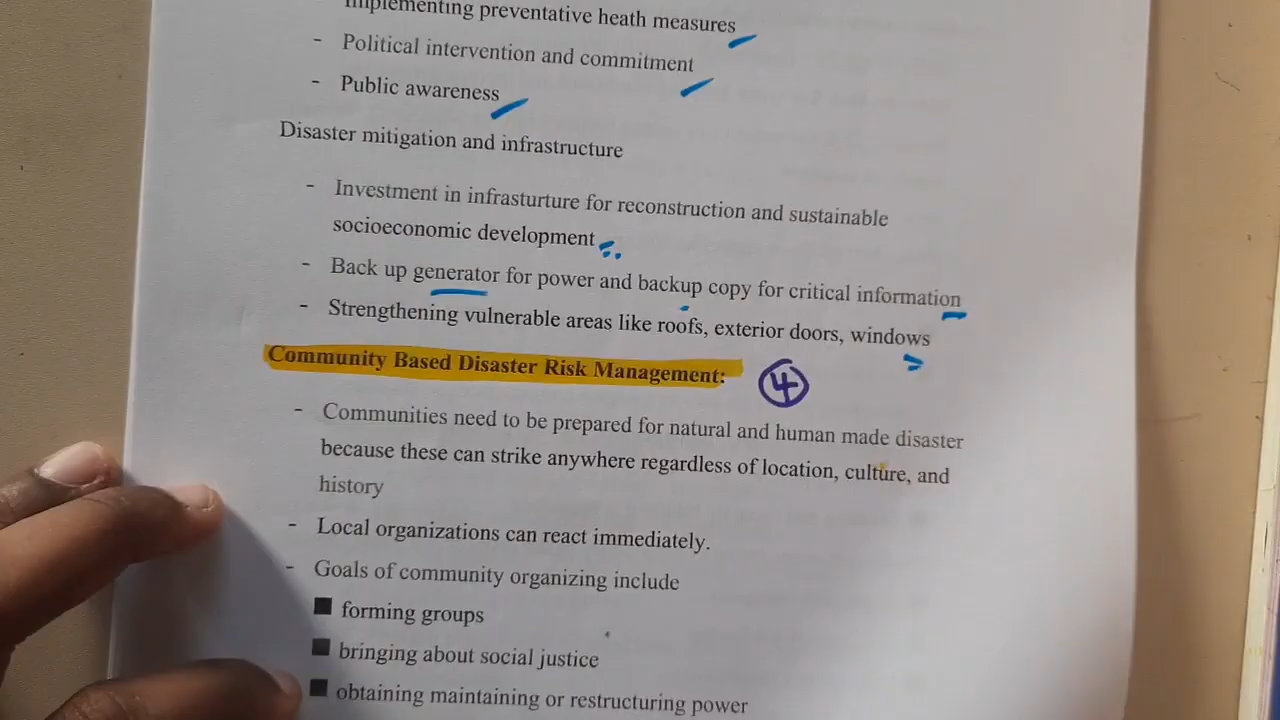 Implementing preventative heath measures
- Political intervention and commitment
- Public awareness
Disaster mitigation and infrastructure
- Investment in infrasturture for reconstruction and sustainable
socioeconomic development
- Back up generator for power and backup copy for critical information
- Strengthening vulnerable areas like roofs, exterior doors, windows
Community Based Disaster Risk Management: 4
- Communities need to be prepared for natural and human made disaster
because these can strike anywhere regardless of location, culture, and
history
- Local organizations can react immediately.
- Goals of community organizing include
■ forming groups
■ bringing about social justice
■ obtaining maintaining or restructuring power